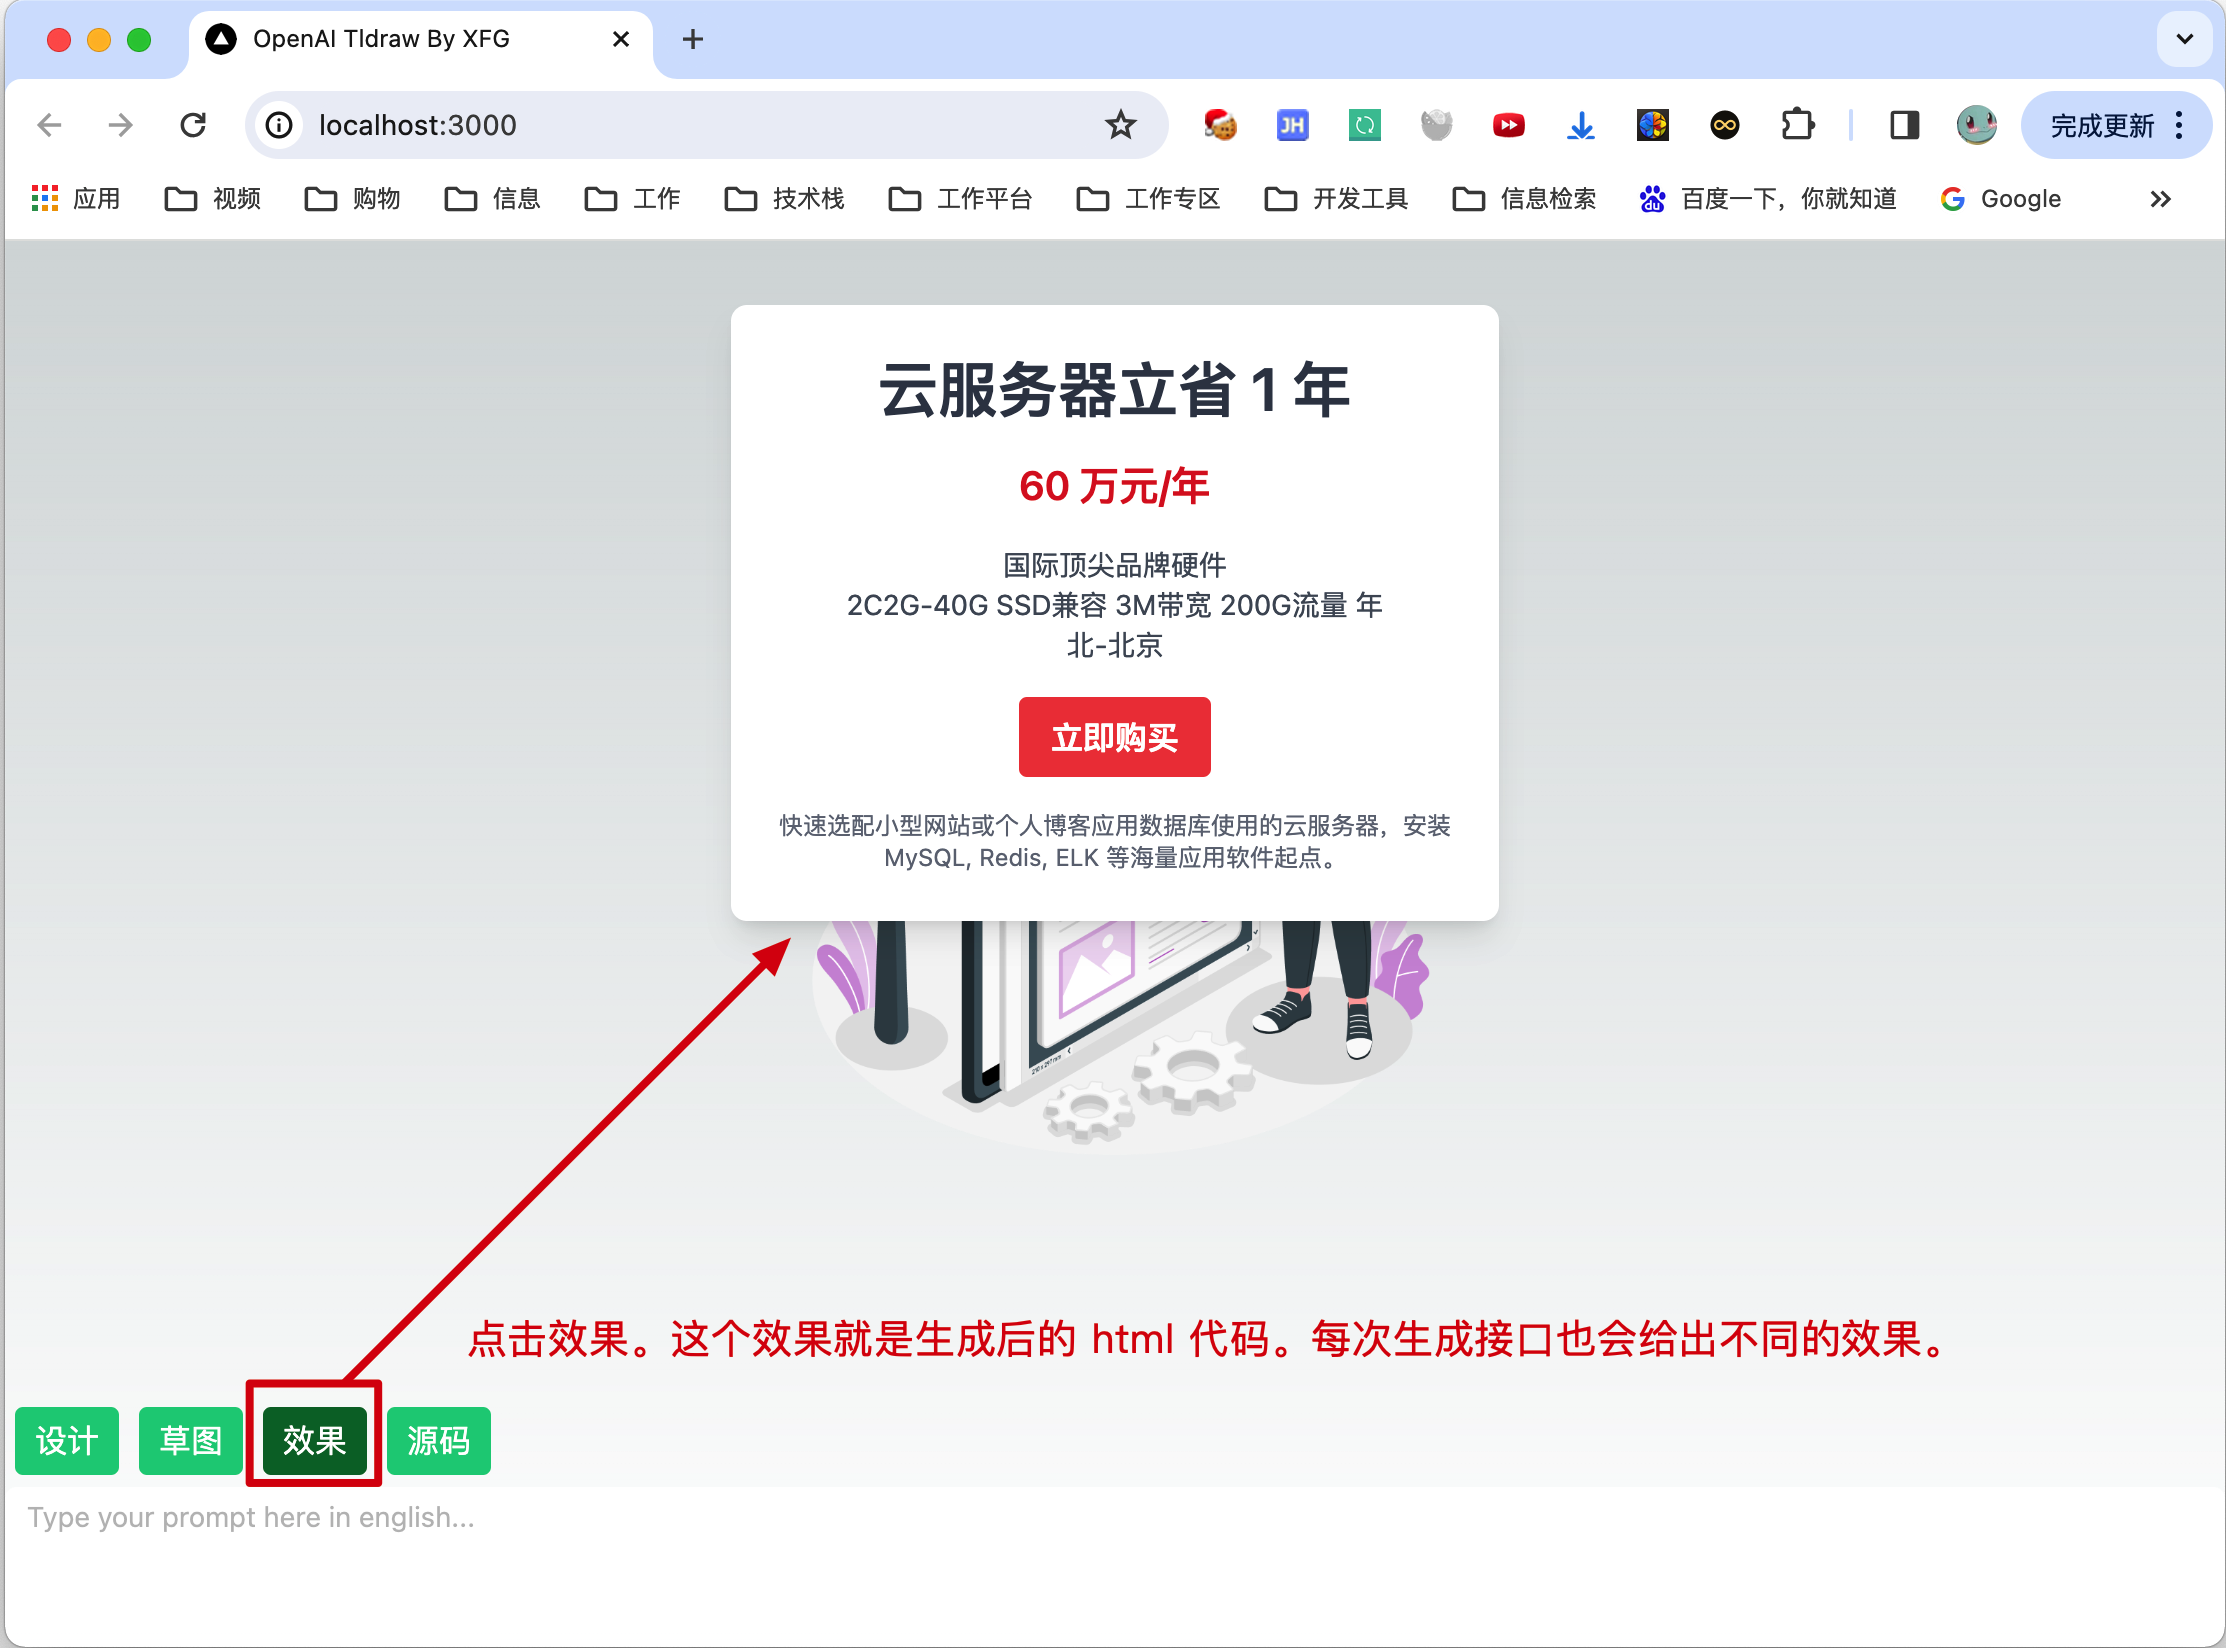 OpenAI Tldraw By XFG
localhost:3000
JH
完成更新
应用 视频 购物 信息 工作 技术栈 工作平台 工作专区 开发工具 信息检索 du 百度一下，你就知道 Google
云服务器立省 1 年
60 万元/年
国际顶尖品牌硬件
2C2G-40G SSD兼容 3M带宽 200G流量 年
北-北京
立即购买
快速选配小型网站或个人博客应用数据库使用的云服务器，安装
MySQL, Redis, ELK 等海量应用软件起点。
210 x 297 mm
点击效果。这个效果就是生成后的 html 代码。每次生成接口也会给出不同的效果。
设计 草图 效果 源码
Type your prompt here in english...